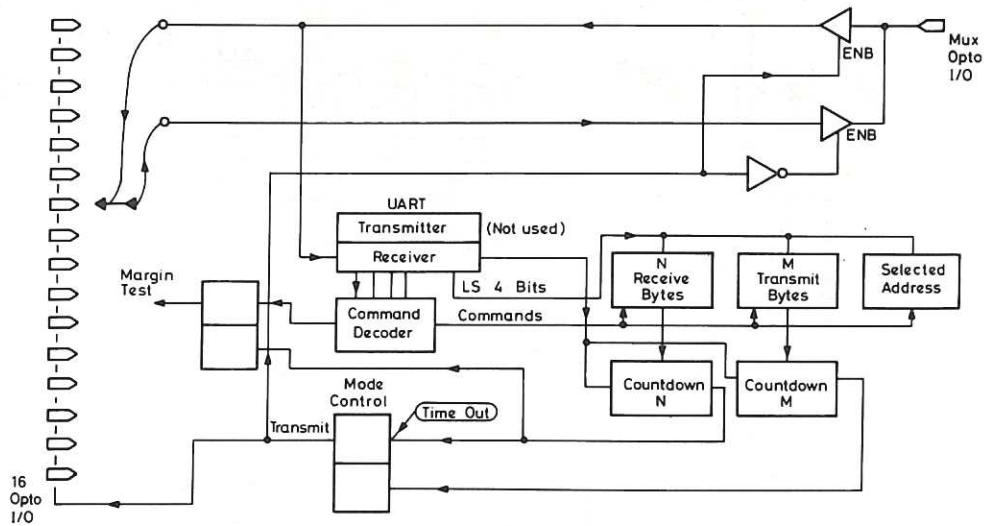 Mux
Opto
I/O
ENB
ENB
UART
Transmitter
(Not used)
Receiver
LS 4 Bits
N
Receive
Bytes
M
Transmit
Bytes
Selected
Address
Margin
Test
Command
Decoder
Commands
Countdown
N
Countdown
M
Mode
Control
Time Out
Transmit
16
Opto
I/O